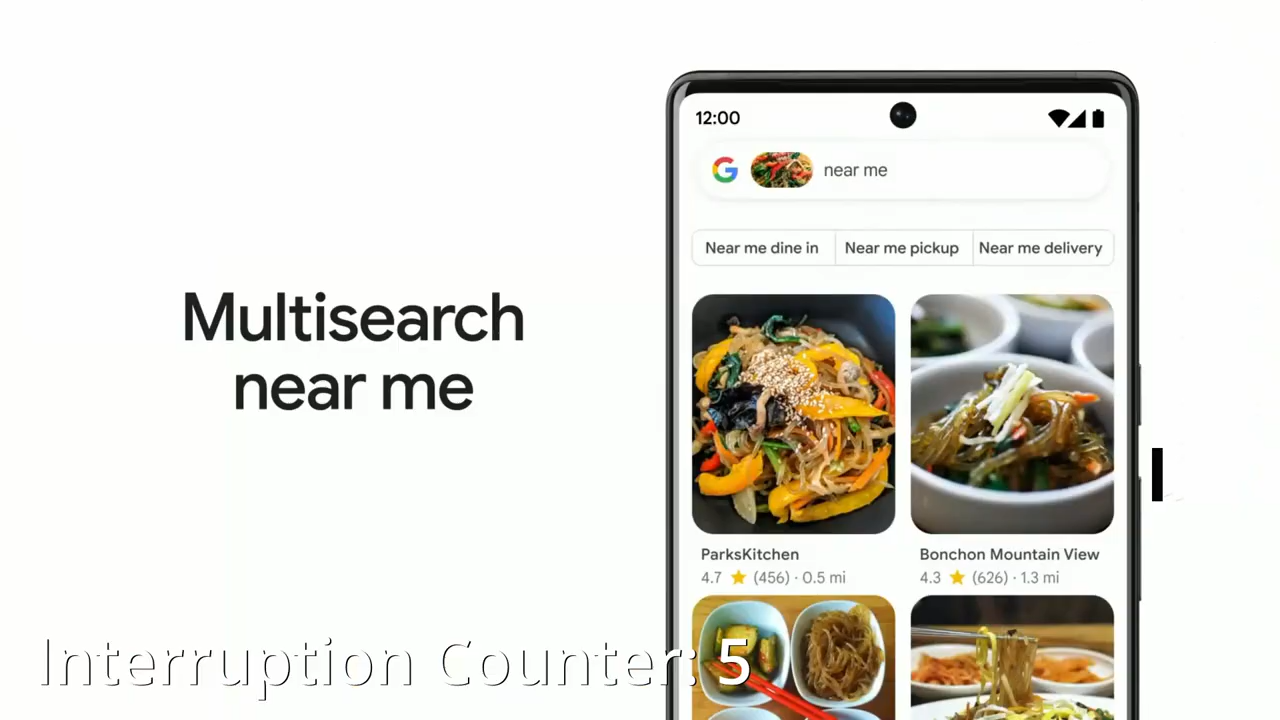 Multisearch
near me
12:00
near me
Near me dine in Near me pickup Near me delivery
ParksKitchen
4.7 (456) · 0.5 mi
Bonchon Mountain View
4.3 (626) · 1.3 mi
Interruption Counter: 5